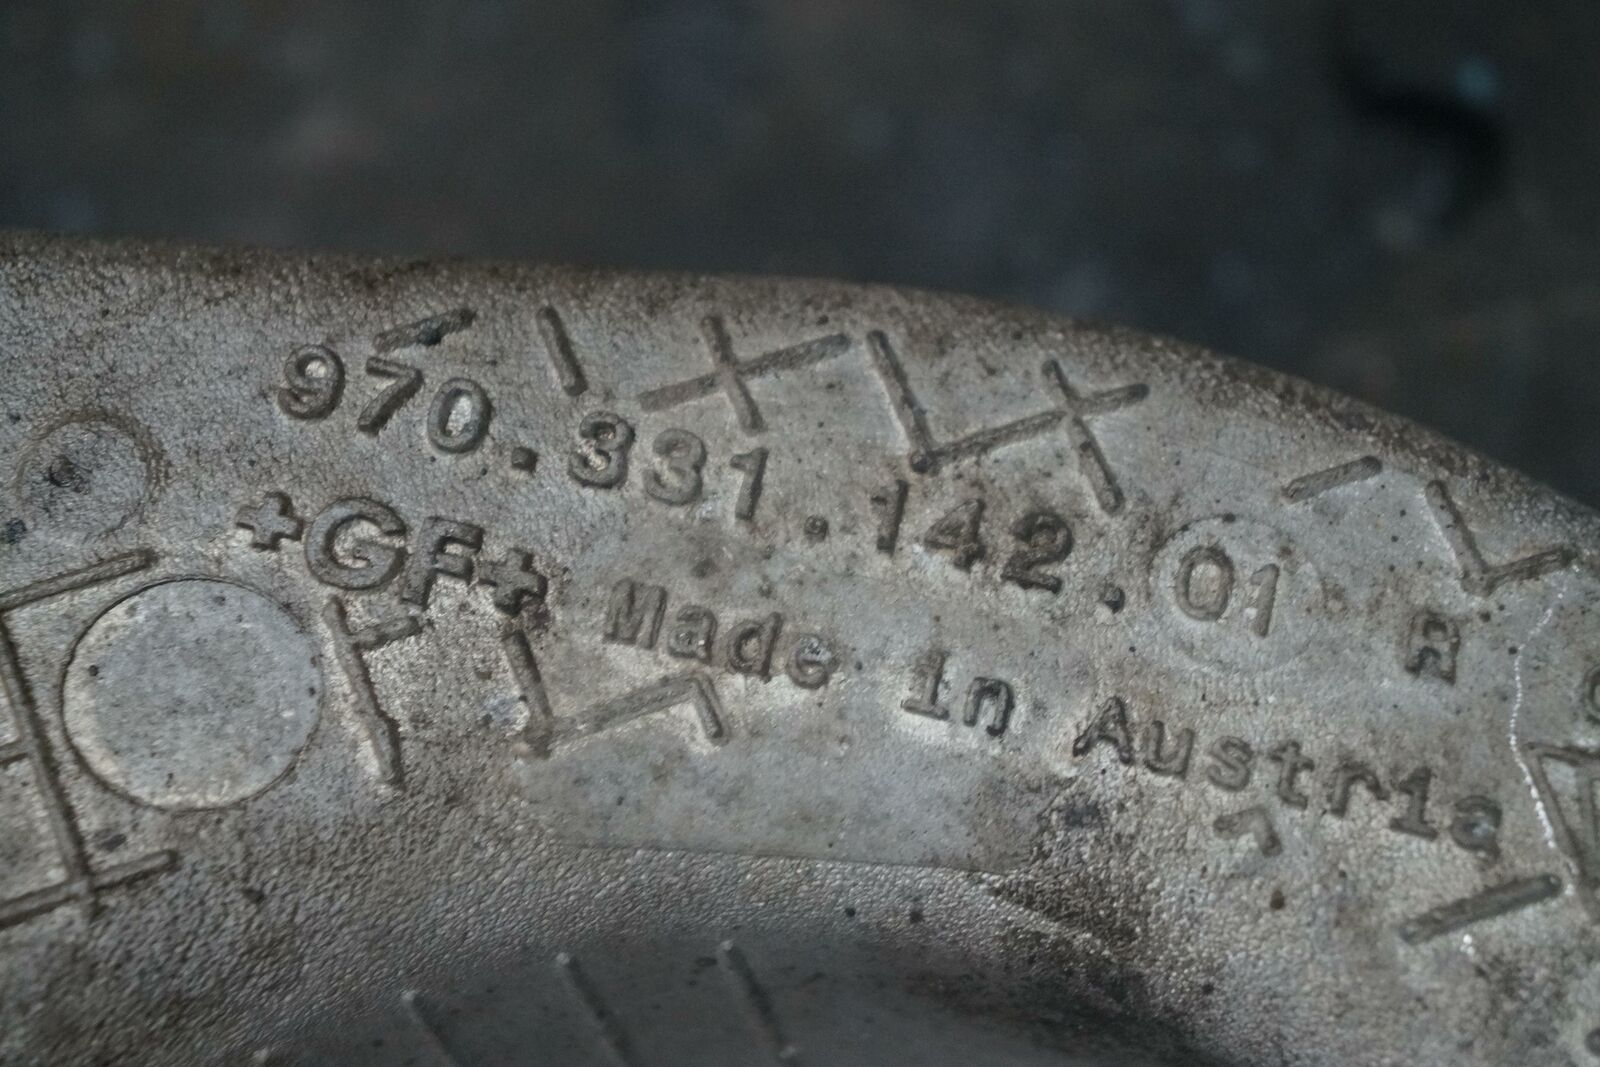 970.331.142.01 R
+GF+ Made in Austria